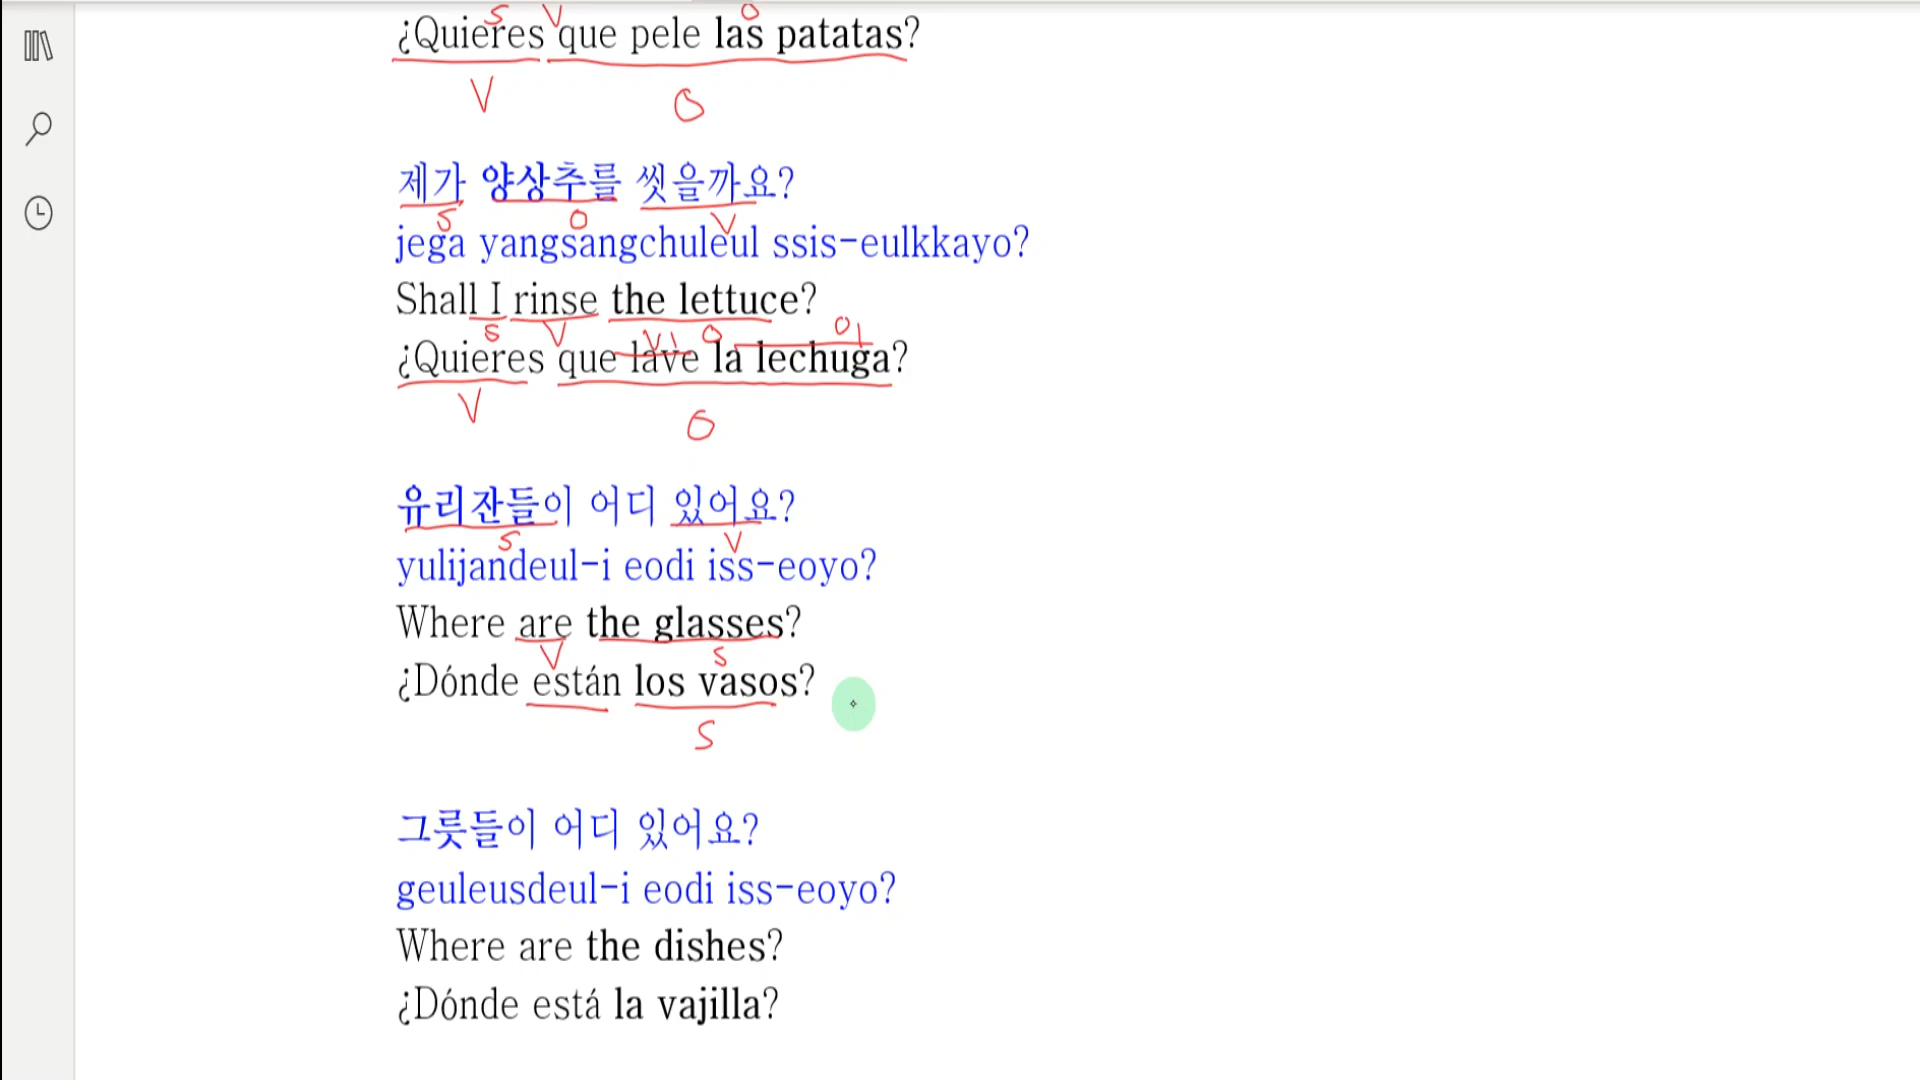 S V O
¿Quieres que pele las patatas?
V O
제가 양상추를 씻을까요?
S O V
jega yangsangchuleul ssis-eulkkayo?
Shall I rinse the lettuce?
S V V1 O O1
¿Quieres que lave la lechuga?
V O
유리잔들이 어디 있어요?
S V
yulijandeul-i eodi iss-eoyo?
Where are the glasses?
V S
¿Dónde están los vasos?
S
그릇들이 어디 있어요?
geuleusdeul-i eodi iss-eoyo?
Where are the dishes?
¿Dónde está la vajilla?